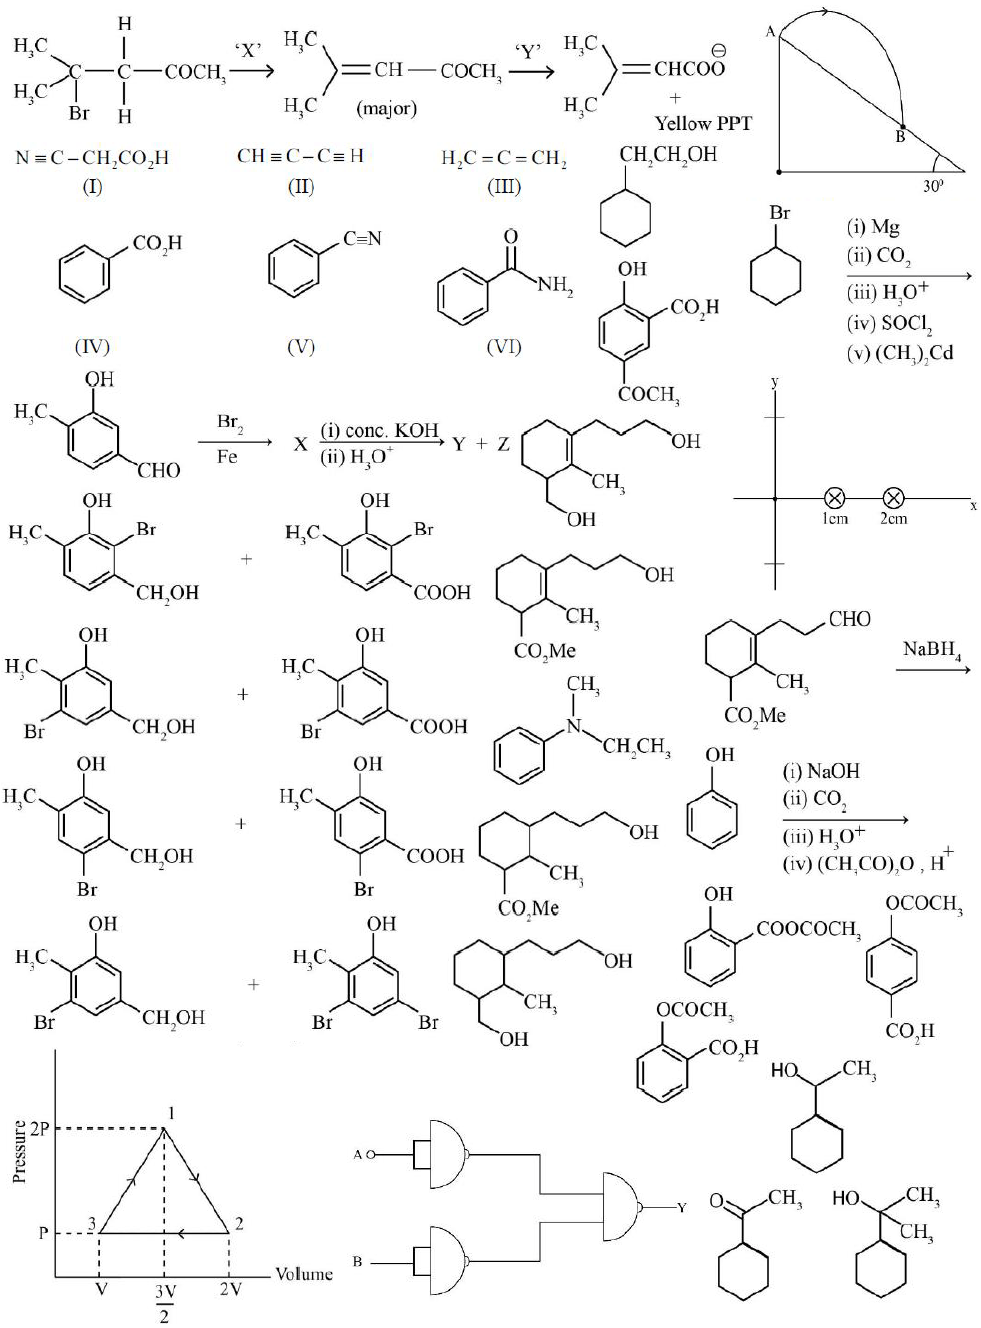 H₃C H₃C C Br H C H COCH₃ 'X' H₃C H₃C CH COCH₃ (major) 'Y' H₃C H₃C CHCOO⊖ + Yellow PPT
A B 30⁰
N≡C–CH₂CO₂H (I)
CH≡C–C≡H (II)
H₂C=C=CH₂ (III)
CH₂CH₂OH
CO₂H (IV)
C≡N (V)
O NH₂ (VI)
OH CO₂H COCH₃
Br
(i) Mg
(ii) CO₂
(iii) H₃O⁺
(iv) SOCl₂
(v) (CH₃)₂Cd
OH H₃C CHO
Br₂
Fe
X
(i) conc. KOH
(ii) H₃O⁺
Y + Z
OH CH₃ OH
y x 1cm 2cm
OH H₃C Br CH₂OH + OH H₃C Br COOH
OH CH₃ CO₂Me
CHO CH₃ CO₂Me
NaBH₄
OH H₃C Br CH₂OH + OH H₃C Br COOH
CH₃ N CH₂CH₃
OH
(i) NaOH
(ii) CO₂
(iii) H₃O⁺
(iv) (CH₃CO)₂O , H⁺
OH H₃C CH₂OH Br + OH H₃C COOH Br
OH CH₃ CO₂Me
OH COOCOCH₃
OCOCH₃ CO₂H
OH H₃C Br CH₂OH + OH H₃C Br Br
OH CH₃ OH
OCOCH₃ CO₂H
HO CH₃
Pressure
2P
P
1
3 2
V 3V/2 2V
Volume
A
B
Y
O CH₃
HO CH₃ CH₃